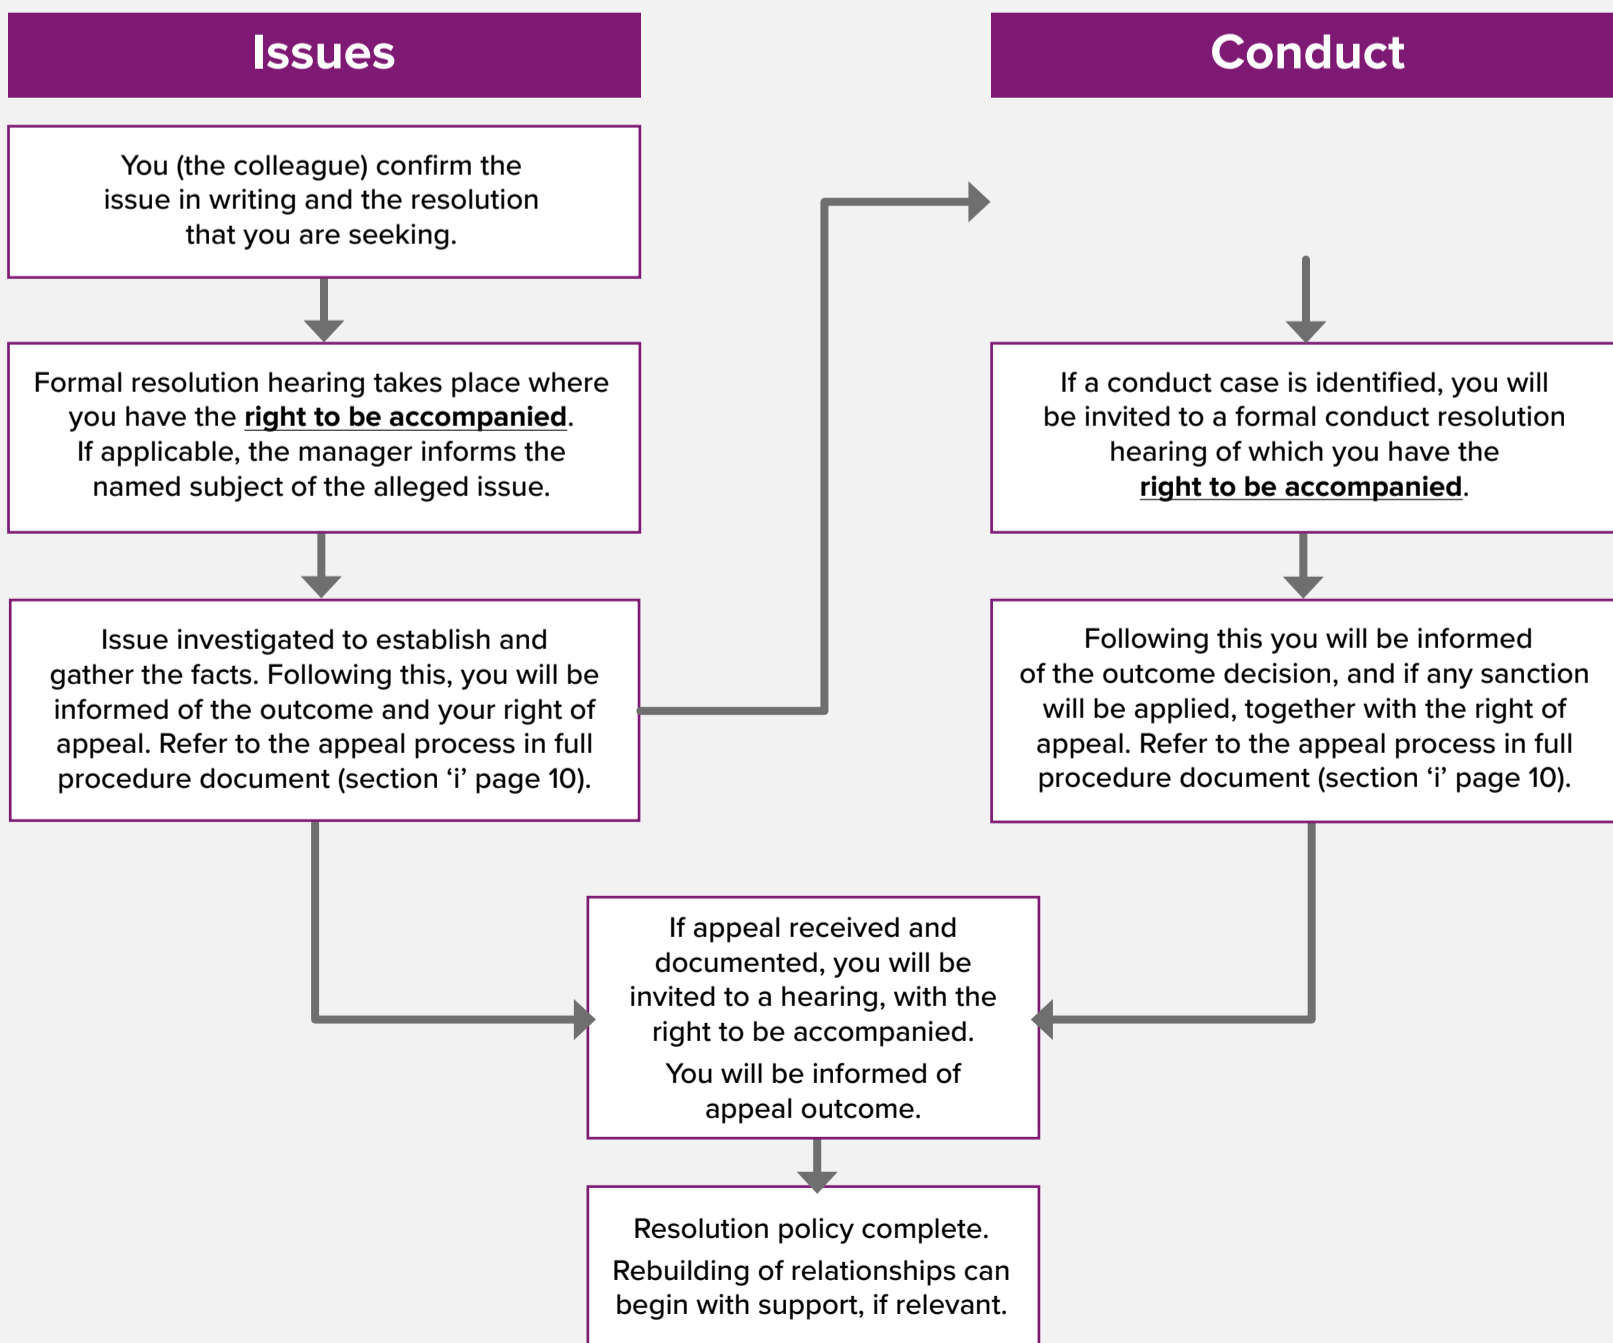 Issues
You (the colleague) confirm the
issue in writing and the resolution
that you are seeking.
Formal resolution hearing takes place where
you have the right to be accompanied.
If applicable, the manager informs the
named subject of the alleged issue.
Issue investigated to establish and
gather the facts. Following this, you will be
informed of the outcome and your right of
appeal. Refer to the appeal process in full
procedure document (section ‘i’ page 10).
Conduct
If a conduct case is identified, you will
be invited to a formal conduct resolution
hearing of which you have the
right to be accompanied.
Following this you will be informed
of the outcome decision, and if any sanction
will be applied, together with the right of
appeal. Refer to the appeal process in full
procedure document (section ‘i’ page 10).
If appeal received and
documented, you will be
invited to a hearing, with the
right to be accompanied.
You will be informed of
appeal outcome.
Resolution policy complete.
Rebuilding of relationships can
begin with support, if relevant.